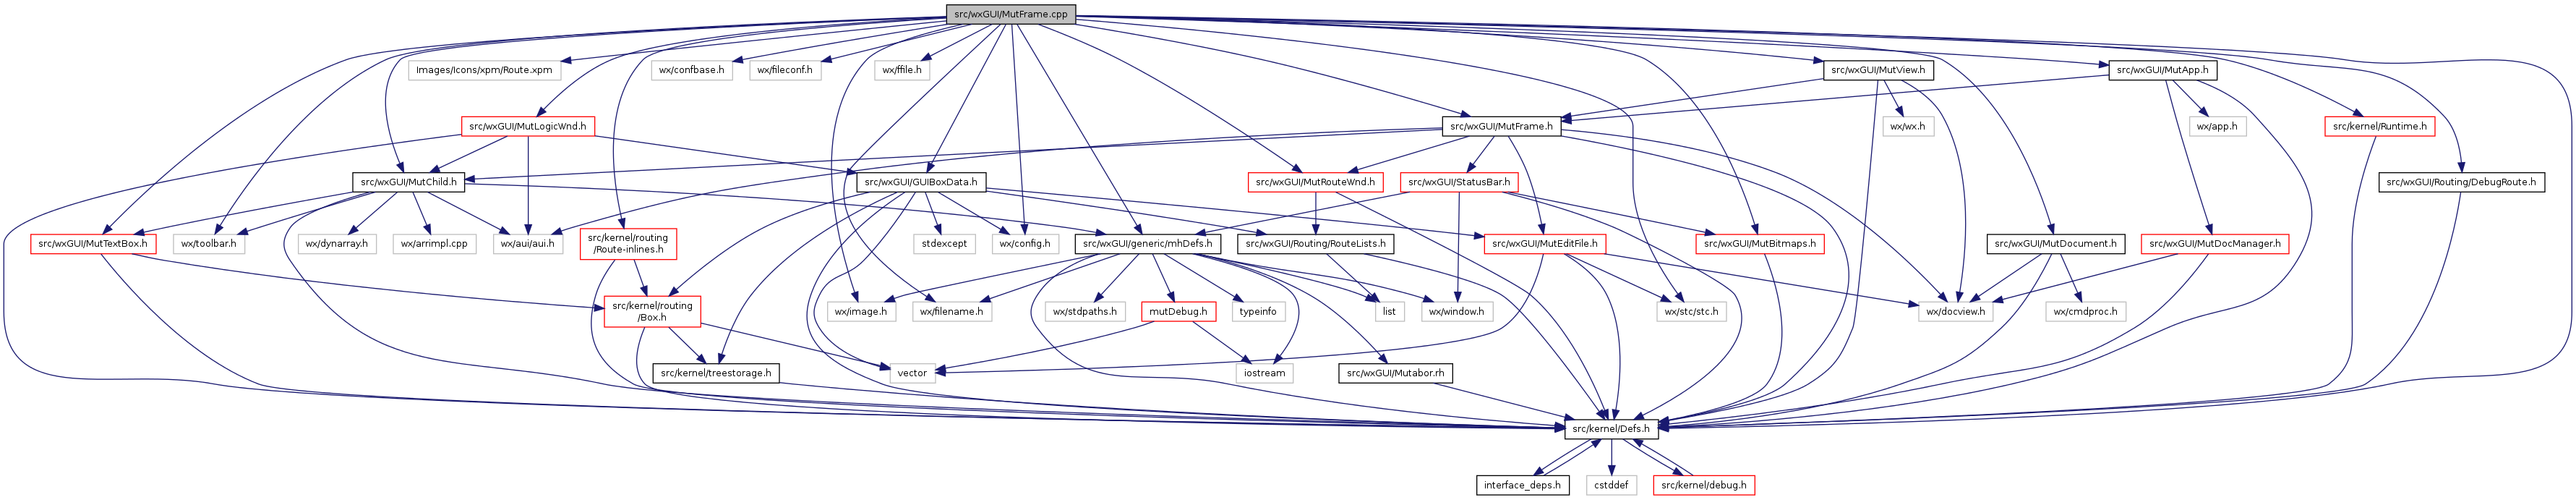 src/wxGUI/MutFrame.cpp
Images/Icons/xpm/Route.xpm
wx/confbase.h
wx/fileconf.h
wx/ffile.h
src/wxGUI/MutView.h
src/wxGUI/MutApp.h
src/wxGUI/MutLogicWnd.h
src/wxGUI/MutFrame.h
wx/wx.h
wx/app.h
src/kernel/Runtime.h
src/wxGUI/MutChild.h
src/wxGUI/GUIBoxData.h
src/wxGUI/MutRouteWnd.h
src/wxGUI/StatusBar.h
src/wxGUI/Routing/DebugRoute.h
src/wxGUI/MutTextBox.h
wx/toolbar.h
wx/dynarray.h
wx/arrimpl.cpp
wx/aui/aui.h
src/kernel/routing
/Route-inlines.h
stdexcept
wx/config.h
src/wxGUI/generic/mhDefs.h
src/wxGUI/Routing/RouteLists.h
src/wxGUI/MutEditFile.h
src/wxGUI/MutBitmaps.h
src/wxGUI/MutDocument.h
src/wxGUI/MutDocManager.h
src/kernel/routing
/Box.h
wx/image.h
wx/filename.h
wx/stdpaths.h
mutDebug.h
typeinfo
list
wx/window.h
wx/stc/stc.h
wx/docview.h
wx/cmdproc.h
src/kernel/treestorage.h
vector
iostream
src/wxGUI/Mutabor.rh
src/kernel/Defs.h
interface_deps.h
cstddef
src/kernel/debug.h